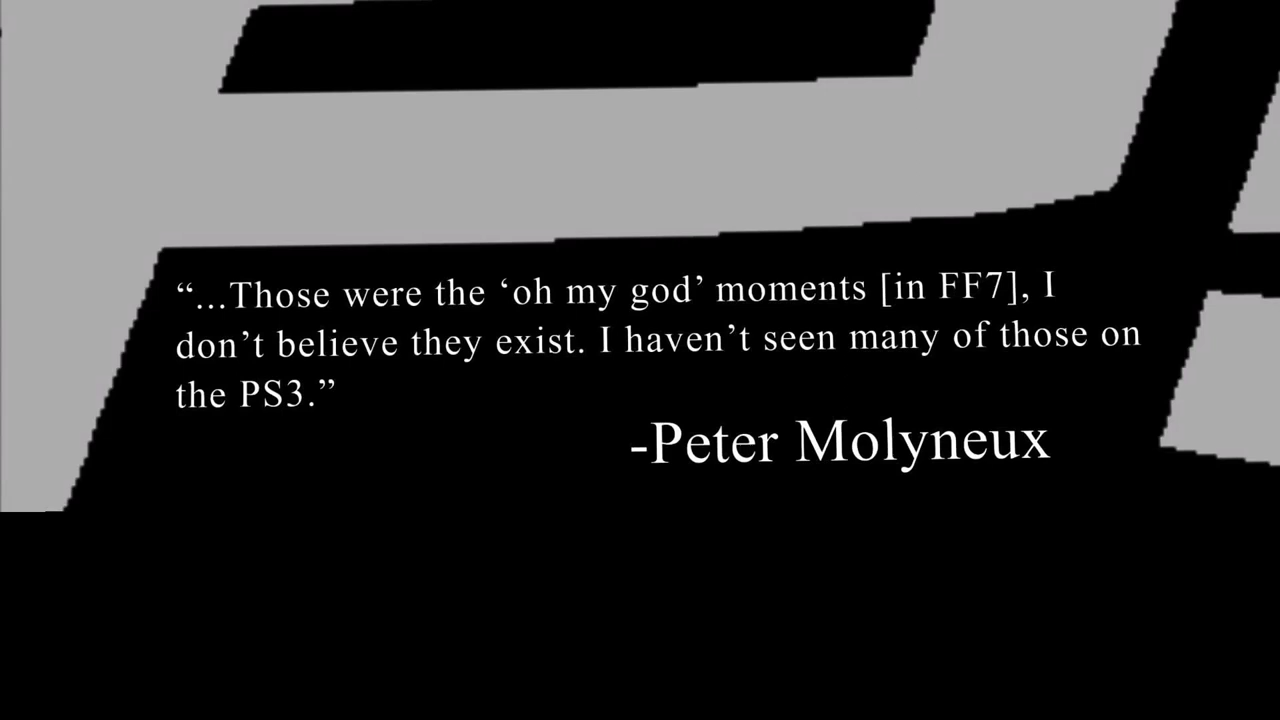 “...Those were the ‘oh my god’ moments [in FF7], I
don’t believe they exist. I haven’t seen many of those on
the PS3.”
-Peter Molyneux